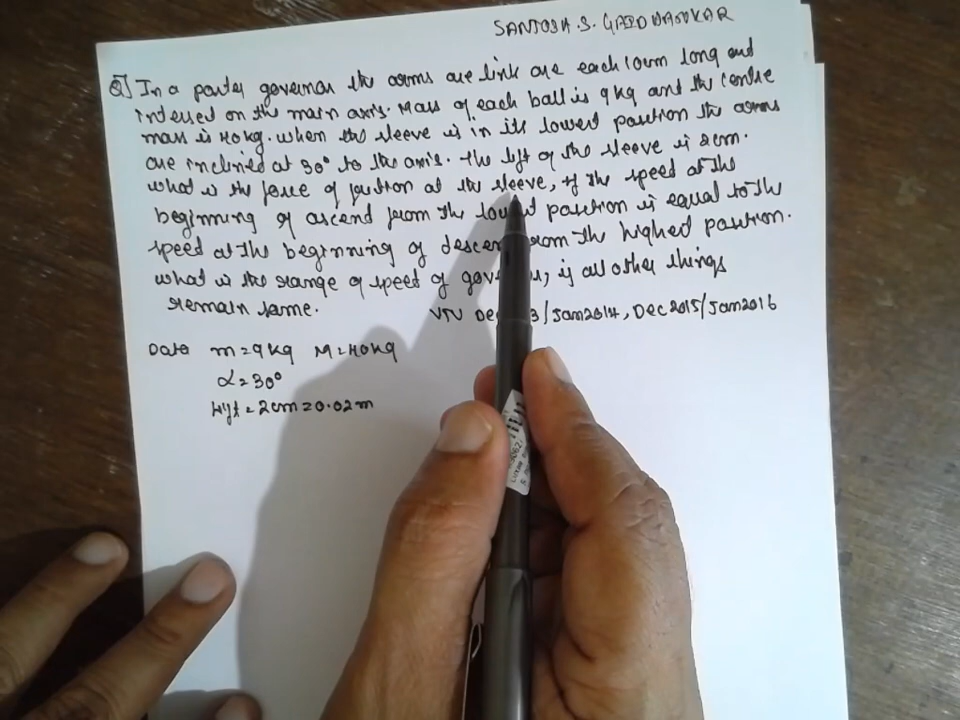 SANTOSH.S. GAIDWASUKAR
Q] In a poter governor the arms are link are each 10cm long and
intersed on the main axis. Mass of each ball is 9kg and the centre
mass is 40kg. when the sleeve is in its lowest position the arms
are inclined at 30° to the axis. The lift of the sleeve is 2cm.
what is the force of friction at the sleeve, if the speed at the
beginning of ascend from the lowest position is equal to the
speed at the beginning of descend from the highest position.
what is the range of speed of governor, if all other things
remain same. VTU Dec 2013/Jan2014, Dec 2015/Jan2016
Data m=9kg M=40kg
α=30°
Lift = 2cm=0.02m